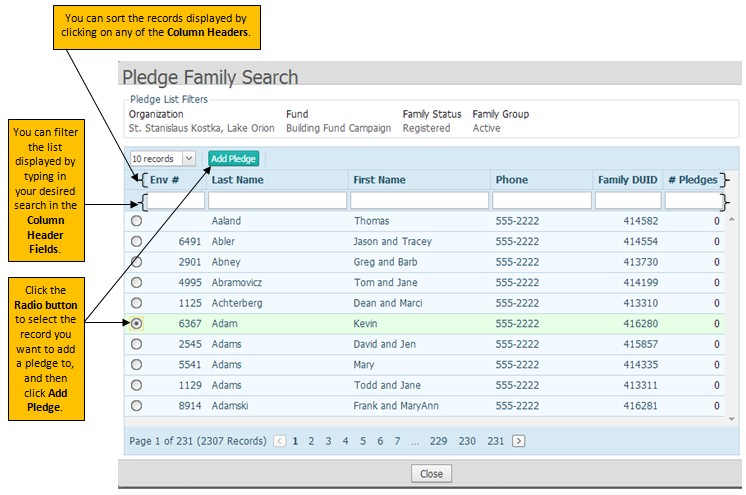 You can sort the records displayed by
clicking on any of the Column Headers.
Pledge Family Search
Pledge List Filters
Organization Fund Family Status Family Group
St. Stanislaus Kostka, Lake Orion Building Fund Campaign Registered Active
You can filter
the list
displayed by
typing in
your desired
search in the
Column
Header
Fields.
10 records Add Pledge
Env # Last Name First Name Phone Family DUID # Pledges
Aaland Thomas 555-2222 414582 0
6491 Abler Jason and Tracey 555-2222 414554 0
2901 Abney Greg and Barb 555-2222 413730 0
4995 Abramovicz Tom and Jane 555-2222 414199 0
1125 Achterberg Dean and Marci 555-2222 413310 0
6367 Adam Kevin 555-2222 416280 0
2545 Adams David and Jen 555-2222 415857 0
5541 Adams Mary 555-2222 414335 0
1129 Adams Todd and Jane 555-2222 413311 0
8914 Adamski Frank and MaryAnn 555-2222 416281 0
Click the
Radio button
to select the
record you
want to add
a pledge to,
and then
click Add
Pledge.
Page 1 of 231 (2307 Records) < 1 2 3 4 5 6 7 ... 229 230 231 >
Close